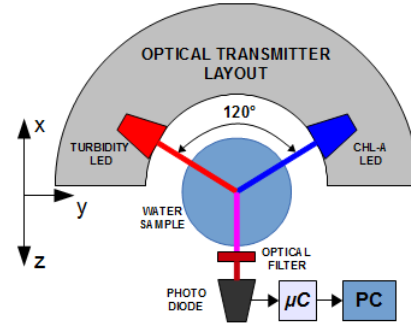 OPTICAL TRANSMITTER
LAYOUT
120°
TURBIDITY
LED
CHL-A
LED
x
y
z
WATER
SAMPLE
OPTICAL
FILTER
PHOTO
DIODE
μC
PC